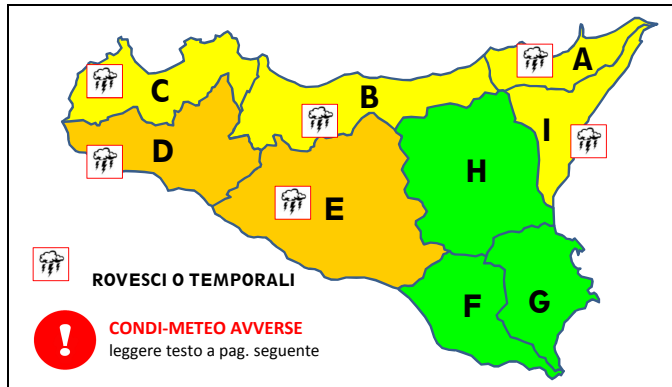 A
C
B
I
D
H
E
ROVESCI O TEMPORALI
F
G
CONDI-METEO AVVERSE
leggere testo a pag. seguente